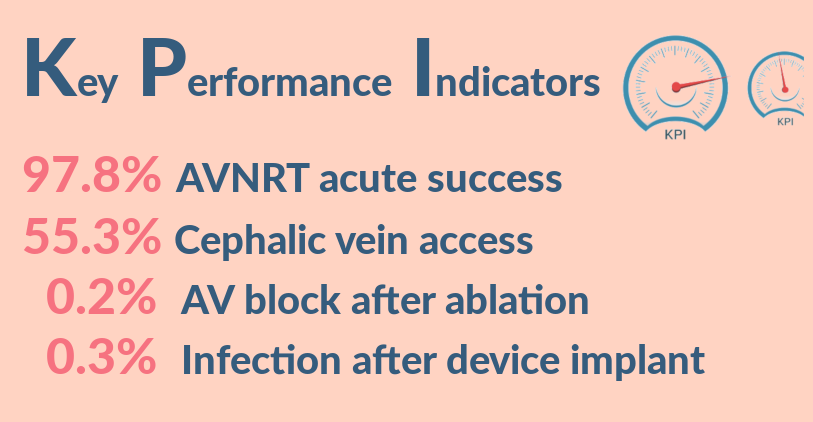 Key Performance Indicators
KPI
KPI
97.8% AVNRT acute success
55.3% Cephalic vein access
0.2% AV block after ablation
0.3% Infection after device implant